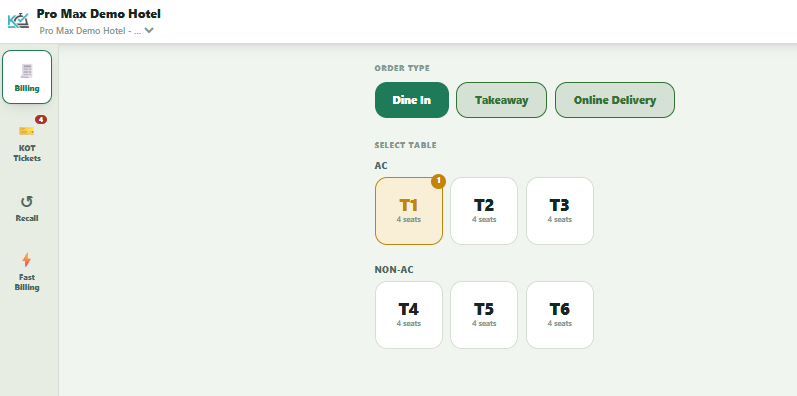 Pro Max Demo Hotel
Pro Max Demo Hotel - ...
Billing
4
KOT
Tickets
Recall
Fast
Billing
ORDER TYPE
Dine In Takeaway Online Delivery
SELECT TABLE
AC
1
T1 T2 T3
4 seats 4 seats 4 seats
NON-AC
T4 T5 T6
4 seats 4 seats 4 seats